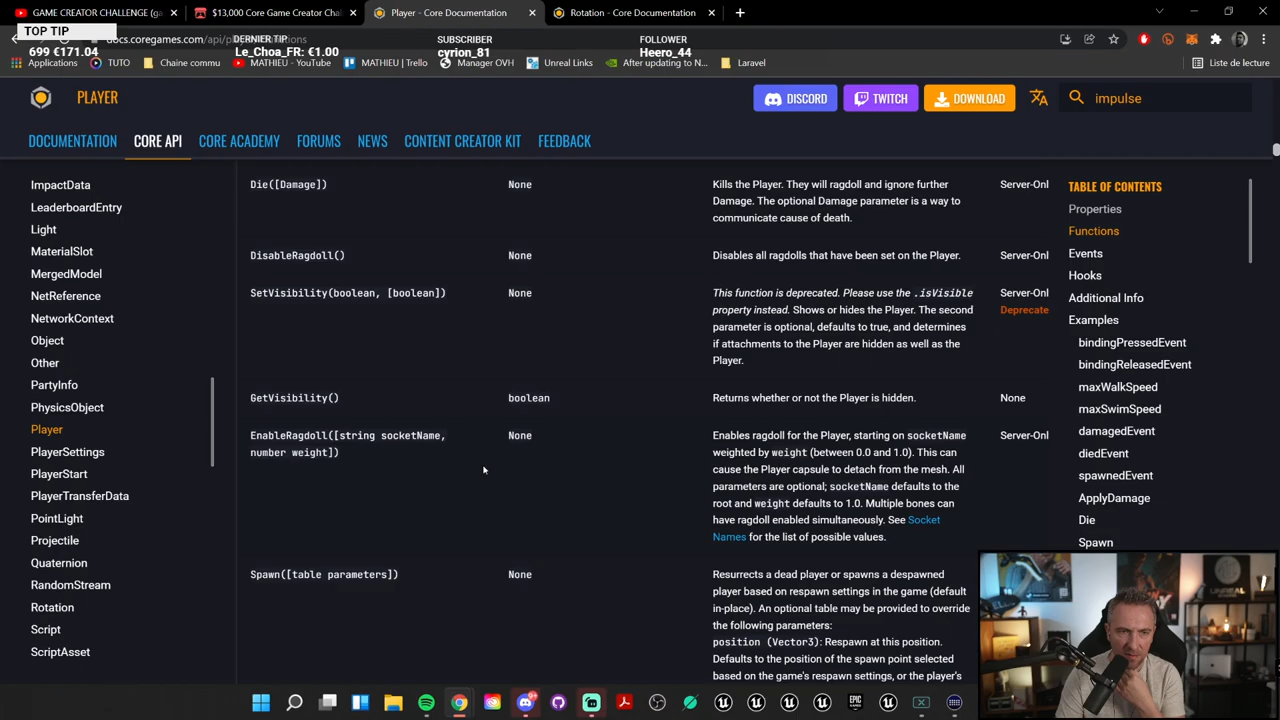 GAME CREATOR CHALLENGE (ga
$13,000 Core Game Creator Chal
Player - Core Documentation
Rotation - Core Documentation
TOP TIP
699 €171.04
DERNIER TIP
Le_Choa_FR: €1.00
SUBSCRIBER
cyrion_81
FOLLOWER
Heero_44
docs.coregames.com/api/
Applications
TUTO
Chaine commu
MATHIEU - YouTube
MATHIEU | Trello
Manager OVH
Unreal Links
After updating to N...
Laravel
Liste de lecture
PLAYER
DISCORD
TWITCH
DOWNLOAD
impulse
DOCUMENTATION
CORE API
CORE ACADEMY
FORUMS
NEWS
CONTENT CREATOR KIT
FEEDBACK
ImpactData
LeaderboardEntry
Light
MaterialSlot
MergedModel
NetReference
NetworkContext
Object
Other
PartyInfo
PhysicsObject
Player
PlayerSettings
PlayerStart
PlayerTransferData
PointLight
Projectile
Quaternion
RandomStream
Rotation
Script
ScriptAsset
Die([Damage])
None
Kills the Player. They will ragdoll and ignore further
Damage. The optional Damage parameter is a way to
communicate cause of death.
Server-Onl
DisableRagdoll()
None
Disables all ragdolls that have been set on the Player.
Server-Onl
SetVisibility(boolean, [boolean])
None
This function is deprecated. Please use the .isVisible
property instead. Shows or hides the Player. The second
parameter is optional, defaults to true, and determines
if attachments to the Player are hidden as well as the
Player.
Server-Onl
Deprecate
GetVisibility()
boolean
Returns whether or not the Player is hidden.
None
EnableRagdoll([string socketName,
number weight])
None
Enables ragdoll for the Player, starting on socketName
weighted by weight (between 0.0 and 1.0). This can
cause the Player capsule to detach from the mesh. All
parameters are optional; socketName defaults to the
root and weight defaults to 1.0. Multiple bones can
have ragdoll enabled simultaneously. See Socket
Names for the list of possible values.
Server-Onl
Spawn([table parameters])
None
Resurrects a dead player or spawns a despawned
player based on respawn settings in the game (default
in-place). An optional table may be provided to override
the following parameters:
position (Vector3): Respawn at this position.
Defaults to the position of the spawn point selected
based on the game's respawn settings, or the player's
TABLE OF CONTENTS
Properties
Functions
Events
Hooks
Additional Info
Examples
bindingPressedEvent
bindingReleasedEvent
maxWalkSpeed
maxSwimSpeed
damagedEvent
diedEvent
spawnedEvent
ApplyDamage
Die
Spawn